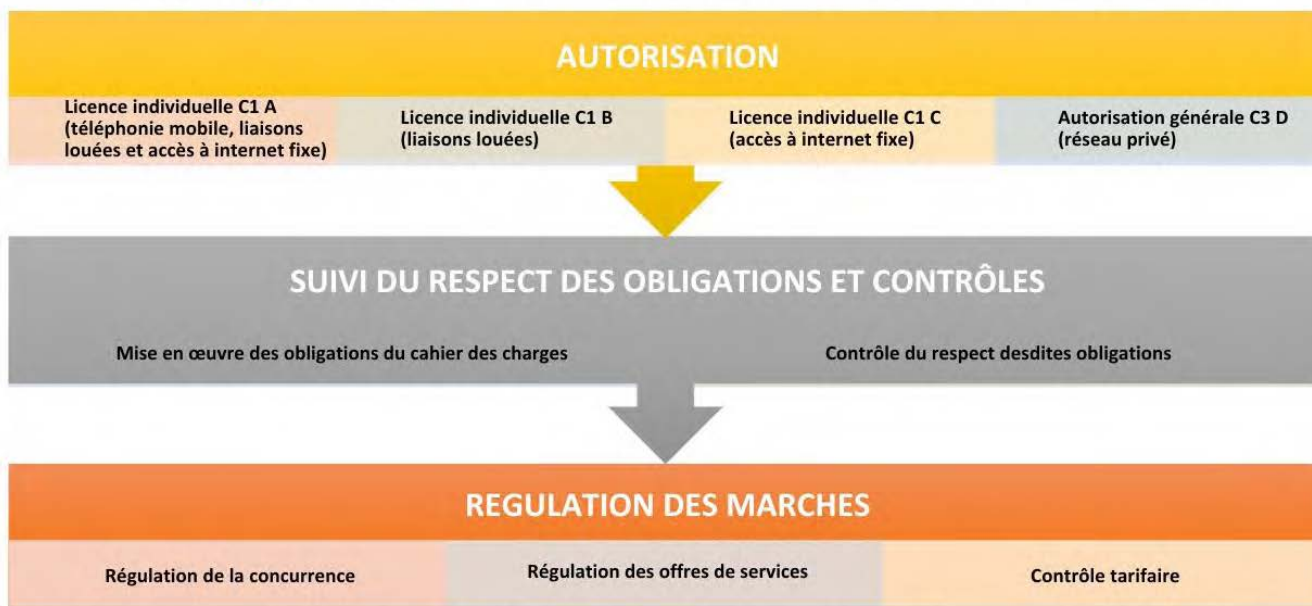 AUTORISATION
Licence individuelle C1 A
(téléphonie mobile, liaisons
louées et accès à internet fixe)
Licence individuelle C1 B
(liaisons louées)
Licence individuelle C1 C
(accès à internet fixe)
Autorisation générale C3 D
(réseau privé)
SUIVI DU RESPECT DES OBLIGATIONS ET CONTRÔLES
Mise en œuvre des obligations du cahier des charges
Contrôle du respect desdites obligations
REGULATION DES MARCHES
Régulation de la concurrence
Régulation des offres de services
Contrôle tarifaire